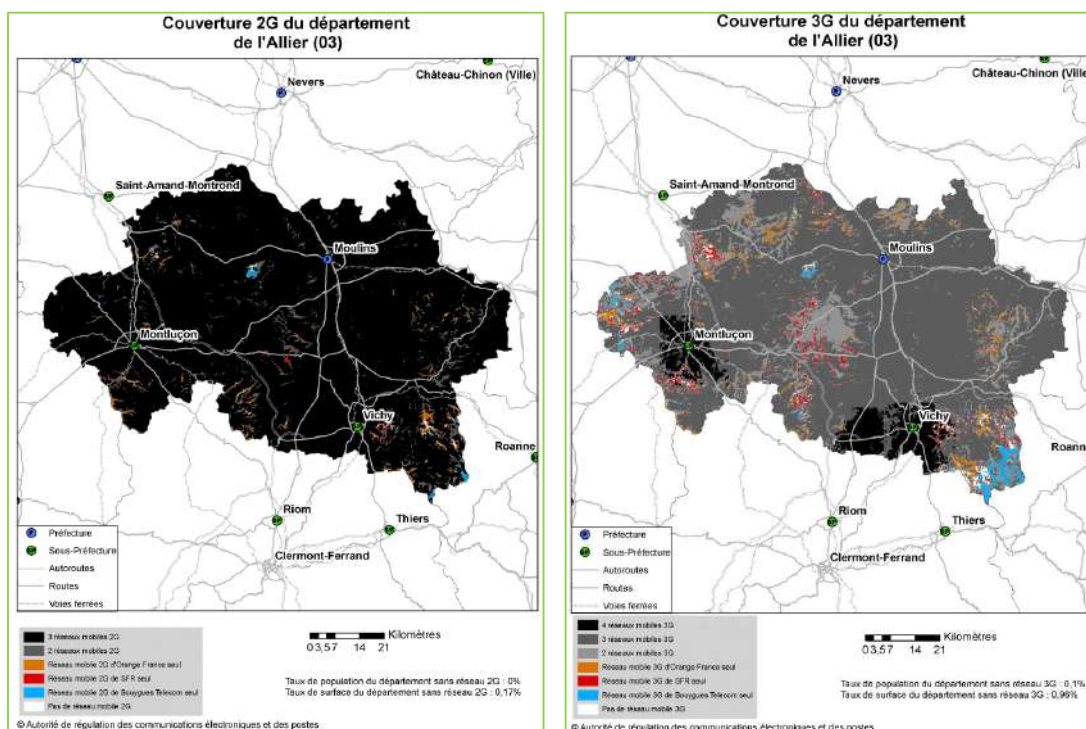 Couverture 2G du département
de l'Allier (03)
Nevers
Château-Chinon (Ville)
Saint-Amand-Montrond
Moulins
Montluçon
Vichy
Roanne
Riom
Thiers
Clermont-Ferrand
P Préfecture
SP Sous-Préfecture
Autoroutes
Routes
Voies ferrées
3 réseaux mobiles 2G
2 réseaux mobiles 2G
Réseau mobile 2G d'Orange France seul
Réseau mobile 2G de SFR seul
Réseau mobile 2G de Bouygues Telecom seul
Pas de réseau mobile 2G
Kilomètres
0 3,5 7 14 21
Taux de population du département sans réseau 2G : 0%
Taux de surface du département sans réseau 2G : 0,17%
© Autorité de régulation des communications électroniques et des postes
Couverture 3G du département
de l'Allier (03)
Nevers
Château-Chinon (Ville
Saint-Amand-Montrond
Moulins
Montluçon
Vichy
Roanne
Riom
Thiers
Clermont-Ferrand
P Préfecture
SP Sous-Préfecture
Autoroutes
Routes
Voies ferrées
4 réseaux mobiles 3G
3 réseaux mobiles 3G
2 réseaux mobiles 3G
Réseau mobile 3G d'Orange France seul
Réseau mobile 3G de SFR seul
Réseau mobile 3G de Bouygues Telecom seul
Pas de réseau mobile 3G
Kilomètres
0 3,5 7 14 21
Taux de population du département sans réseau 3G : 0,1%
Taux de surface du département sans réseau 3G : 0,96%
© Autorité de régulation des communications électroniques et des postes